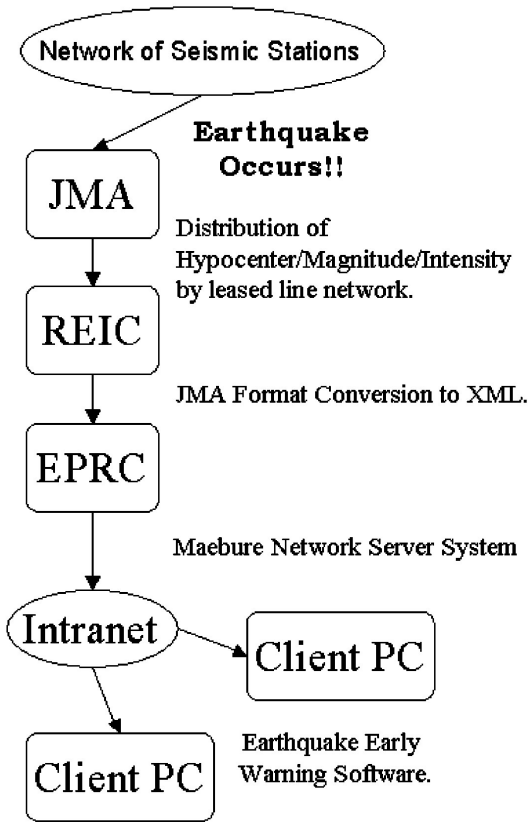 Network of Seismic Stations
Earthquake
Occurs!!
JMA
Distribution of
Hypocenter/Magnitude/Intensity
by leased line network.
REIC
JMA Format Conversion to XML.
EPRC
Maebure Network Server System
Intranet
Client PC
Client PC
Earthquake Early
Warning Software.